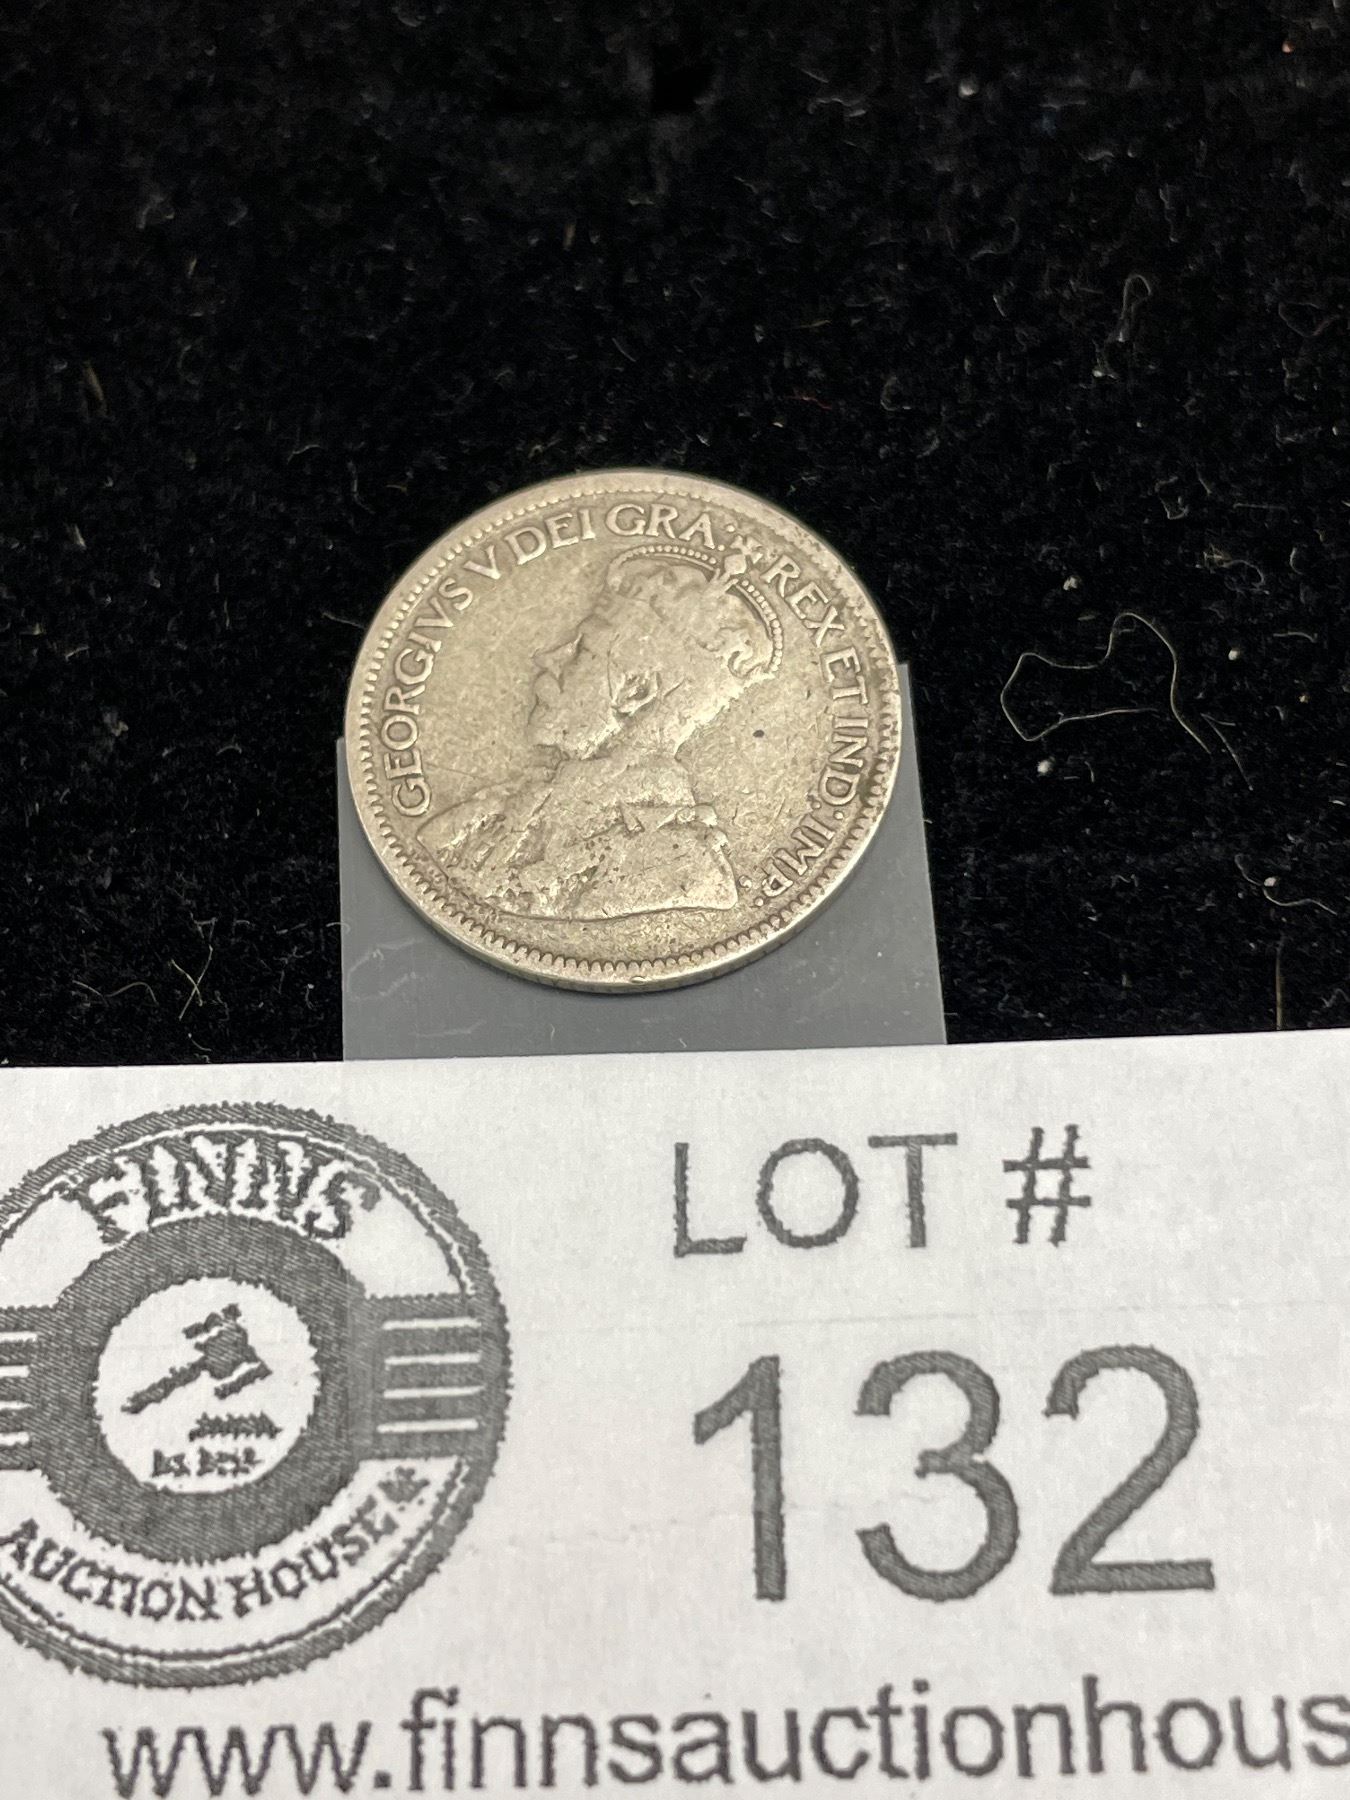 GEORGIVS V DEI GRA: REX ET IND: IMP:
FINNS
AUCTION HOUSE
LOT #
132
www.finnsauctionhous